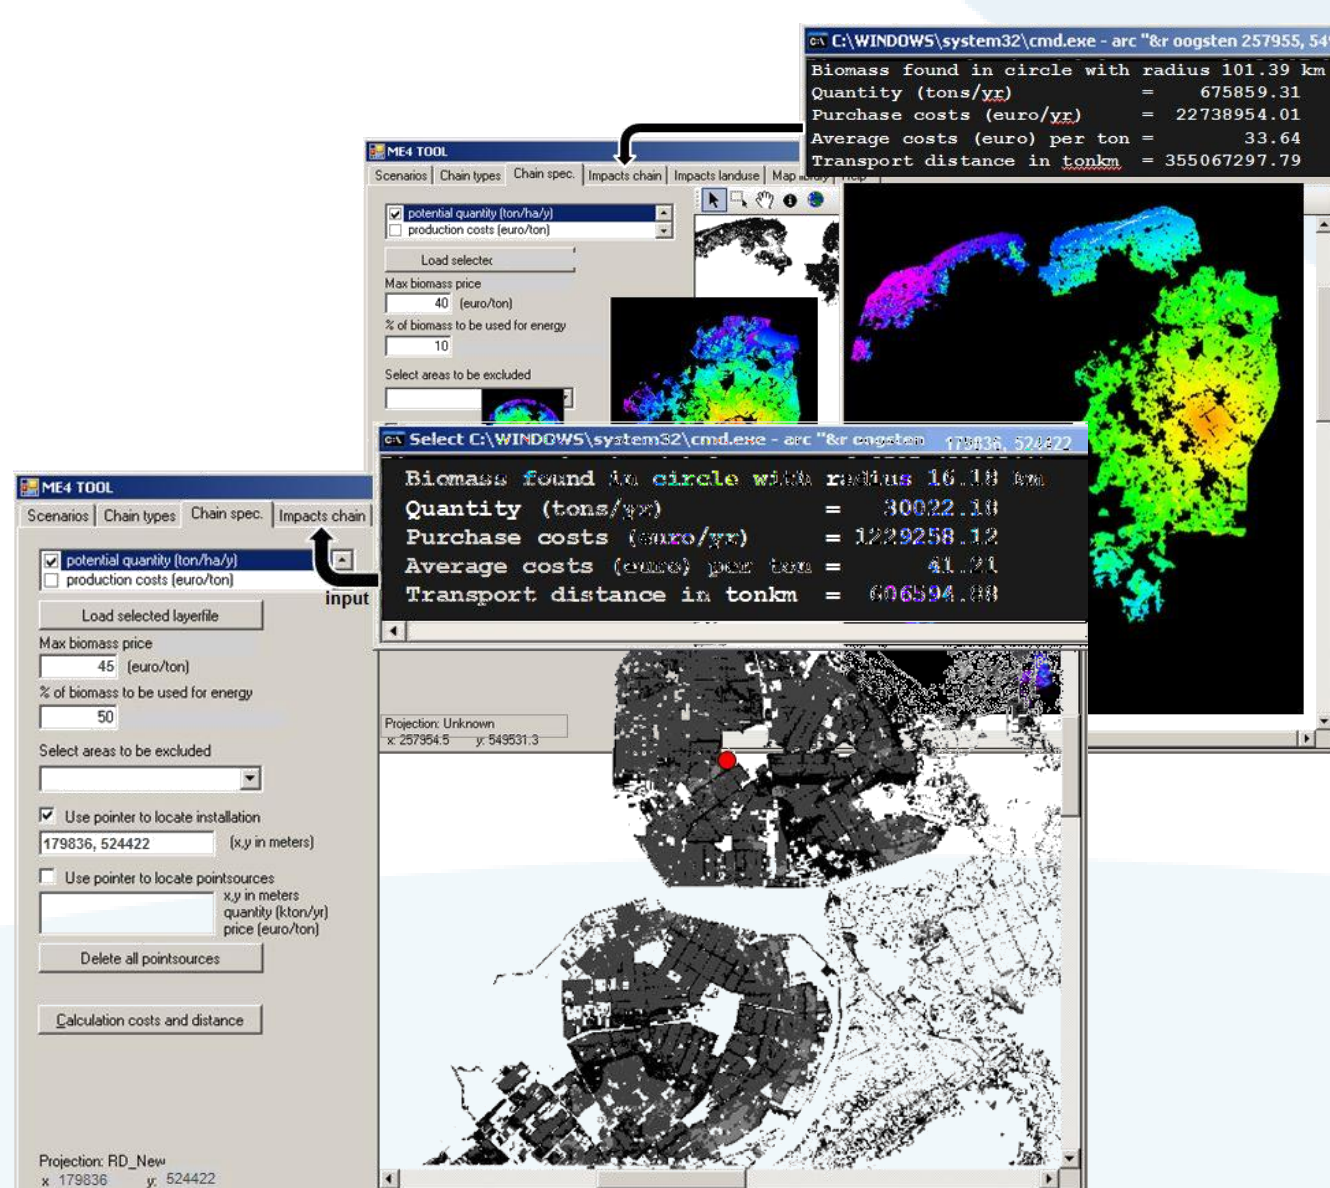 C:\WINDOWS\system32\cmd.exe - arc "&r oogsten 257955, 54
Biomass found in circle with radius 101.39 km
Quantity (tons/yr) = 675859.31
Purchase costs (euro/yr) = 22738954.01
Average costs (euro) per ton = 33.64
Transport distance in tonkm = 355067297.79
ME4 TOOL
Scenarios Chain types Chain spec. Impacts chain Impacts landuse Map
potential quantity (ton/ha/y)
production costs (euro/ton)
Load selectec
Max biomass price
40 (euro/ton)
% of biomass to be used for energy
10
Select areas to be excluded
Select C:\WINDOWS\system32\cmd.exe - arc "&r oogsten 179836, 524422
Biomass found in circle with radius 16.18 km
Quantity (tons/yr) = 30022.18
Purchase costs (euro/yr) = 1229258.12
Average costs (euro) per ton = 41.21
Transport distance in tonkm = 606594.88
ME4 TOOL
Scenarios Chain types Chain spec. Impacts chain
potential quantity (ton/ha/y)
production costs (euro/ton)
input
Load selected layerfile
Max biomass price
45 (euro/ton)
% of biomass to be used for energy
50
Select areas to be excluded
Use pointer to locate installation
179836, 524422 (x,y in meters)
Use pointer to locate pointsources
x,y in meters
quantity (kton/yr)
price (euro/ton)
Delete all pointsources
Calculation costs and distance
Projection: RD_New
x 179836 y: 524422
Projection: Unknown
x: 257954.5 y: 549531.3